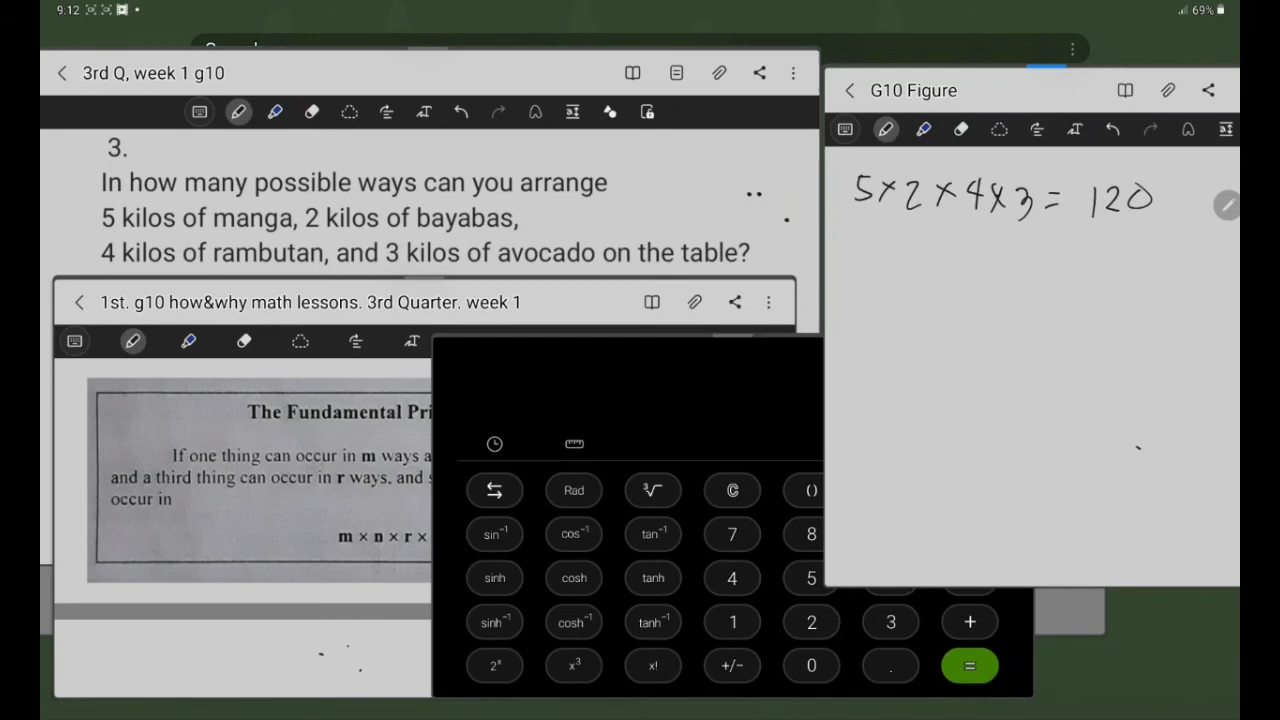 9.12
69%
3rd Q, week 1 g10
G10 Figure
3.
In how many possible ways can you arrange
5 kilos of manga, 2 kilos of bayabas,
4 kilos of rambutan, and 3 kilos of avocado on the table?
5×2×4×3= 120
1st. g10 how&why math lessons. 3rd Quarter. week 1
The Fundamental Pri
If one thing can occur in m ways a
and a third thing can occur in r ways, and s
occur in
m × n × r ×
Rad ³√ C ()
sin⁻¹ cos⁻¹ tan⁻¹ 7 8
sinh cosh tanh 4 5
sinh⁻¹ cosh⁻¹ tanh⁻¹ 1 2 3 +
2ˣ x³ x! +/− 0 . =